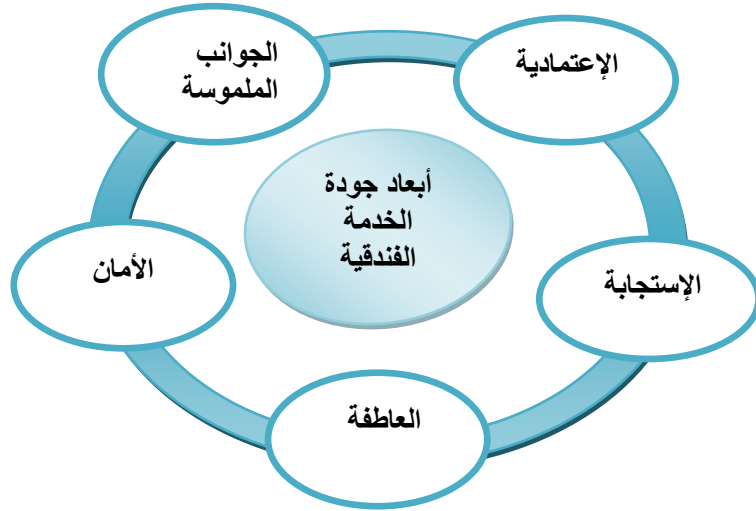 الإعتمادية
الجوانب
الملموسة
أبعاد جودة
الخدمة
الفندقية
الإستجابة
الأمان
العاطفة